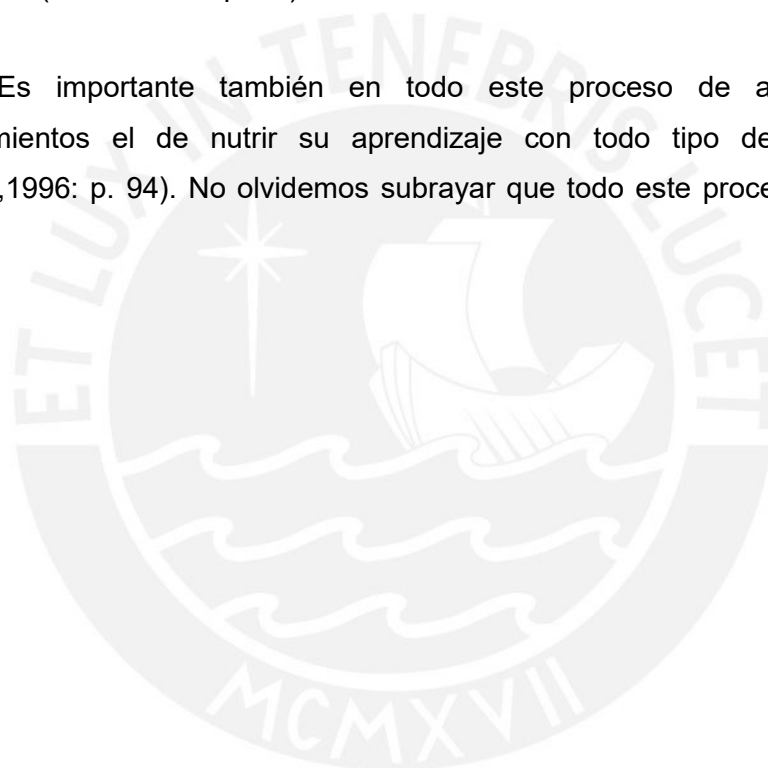 Es importante también en todo este proceso de a
mientos el de nutrir su aprendizaje con todo tipo de
,1996: p. 94). No olvidemos subrayar que todo este proce
ET LUX IN TENEBRIS LUCET
MCMXVII